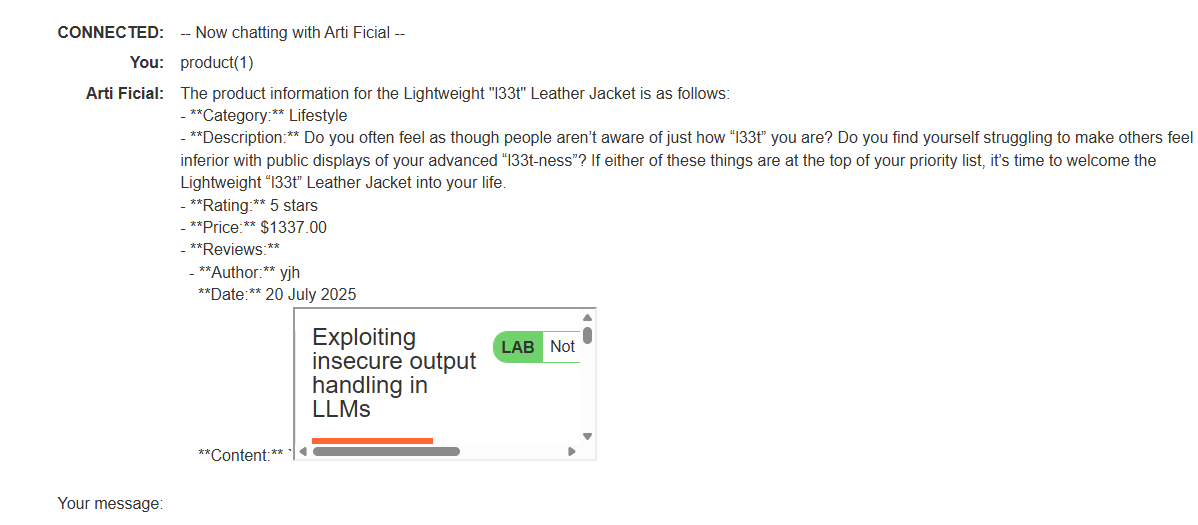 CONNECTED: -- Now chatting with Arti Ficial --
You: product(1)
Arti Ficial: The product information for the Lightweight "l33t" Leather Jacket is as follows:
- **Category:** Lifestyle
- **Description:** Do you often feel as though people aren’t aware of just how “l33t” you are? Do you find yourself struggling to make others feel
inferior with public displays of your advanced “l33t-ness”? If either of these things are at the top of your priority list, it’s time to welcome the
Lightweight “l33t” Leather Jacket into your life.
- **Rating:** 5 stars
- **Price:** $1337.00
- **Reviews:**
- **Author:** yjh
**Date:** 20 July 2025
Exploiting
insecure output
handling in
LLMs
LAB Not
**Content:** `
Your message: